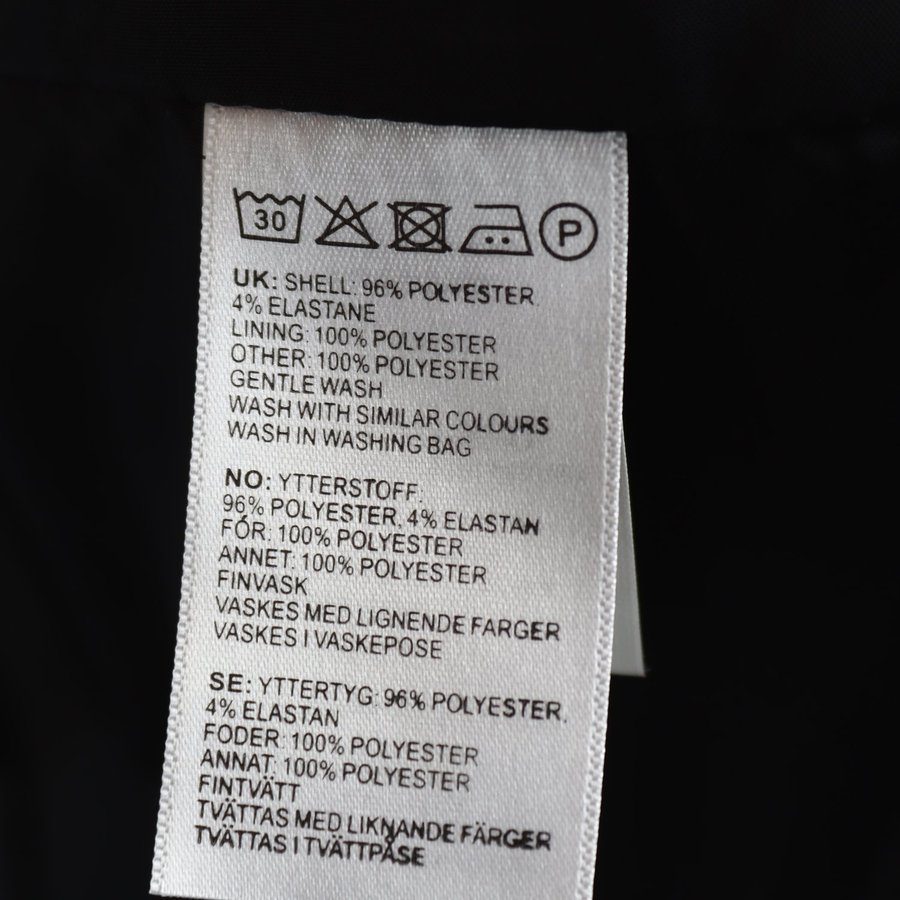 30 P
UK: SHELL: 96% POLYESTER
4% ELASTANE
LINING: 100% POLYESTER
OTHER: 100% POLYESTER
GENTLE WASH
WASH WITH SIMILAR COLOURS
WASH IN WASHING BAG
NO: YTTERSTOFF:
96% POLYESTER, 4% ELASTAN
FÓR: 100% POLYESTER
ANNET: 100% POLYESTER
FINVASK
VASKES MED LIGNENDE FARGER
VASKES I VASKEPOSE
SE: YTTERTYG: 96% POLYESTER,
4% ELASTAN
FODER: 100% POLYESTER
ANNAT: 100% POLYESTER
FINTVÄTT
TVÄTTAS MED LIKNANDE FÄRGER
TVÄTTAS I TVÄTTPÅSE